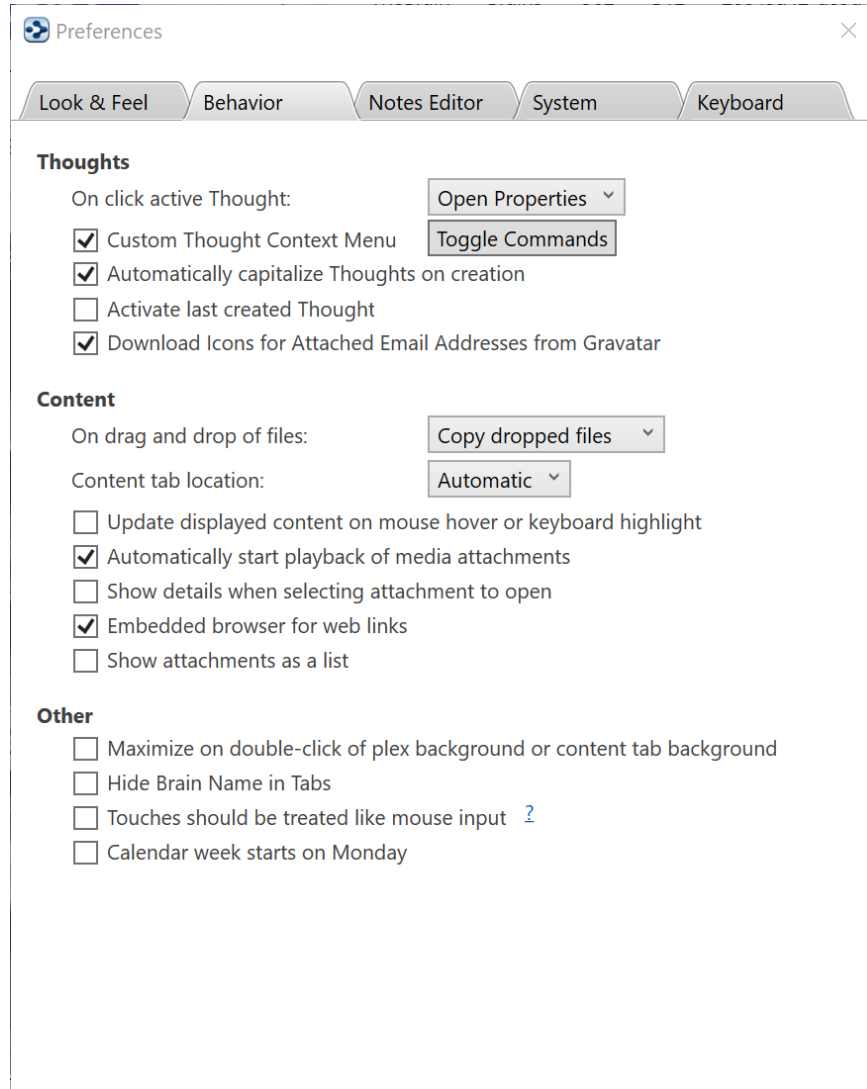 Preferences
Look & Feel Behavior Notes Editor System Keyboard
Thoughts
On click active Thought: Open Properties
Custom Thought Context Menu Toggle Commands
Automatically capitalize Thoughts on creation
Activate last created Thought
Download Icons for Attached Email Addresses from Gravatar
Content
On drag and drop of files: Copy dropped files
Content tab location: Automatic
Update displayed content on mouse hover or keyboard highlight
Automatically start playback of media attachments
Show details when selecting attachment to open
Embedded browser for web links
Show attachments as a list
Other
Maximize on double-click of plex background or content tab background
Hide Brain Name in Tabs
Touches should be treated like mouse input ?
Calendar week starts on Monday